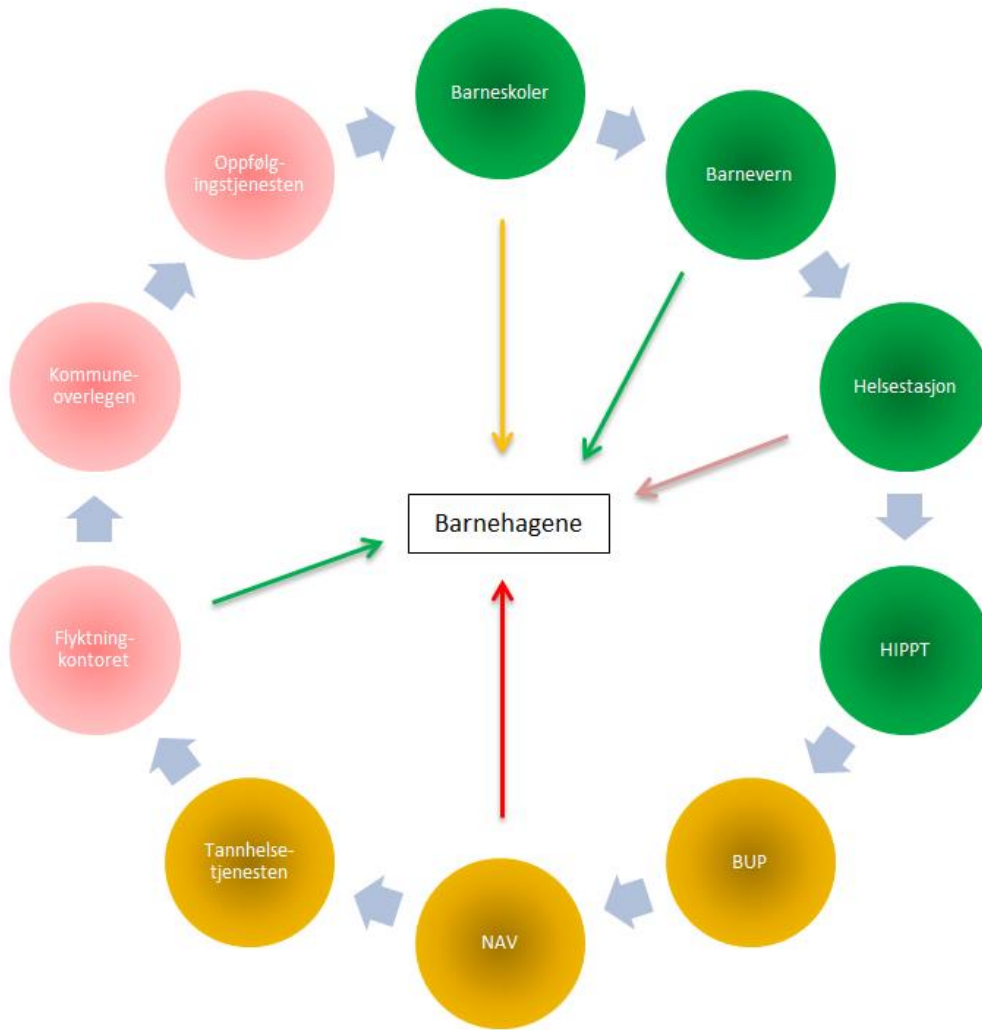 Barneskoler
Barnevern
Helsestasjon
HIPPT
BUP
NAV
Tannhelse-
tjenesten
Flyktning-
kontoret
Kommune-
overlegen
Oppfølg-
ingstjenesten
Barnehagene